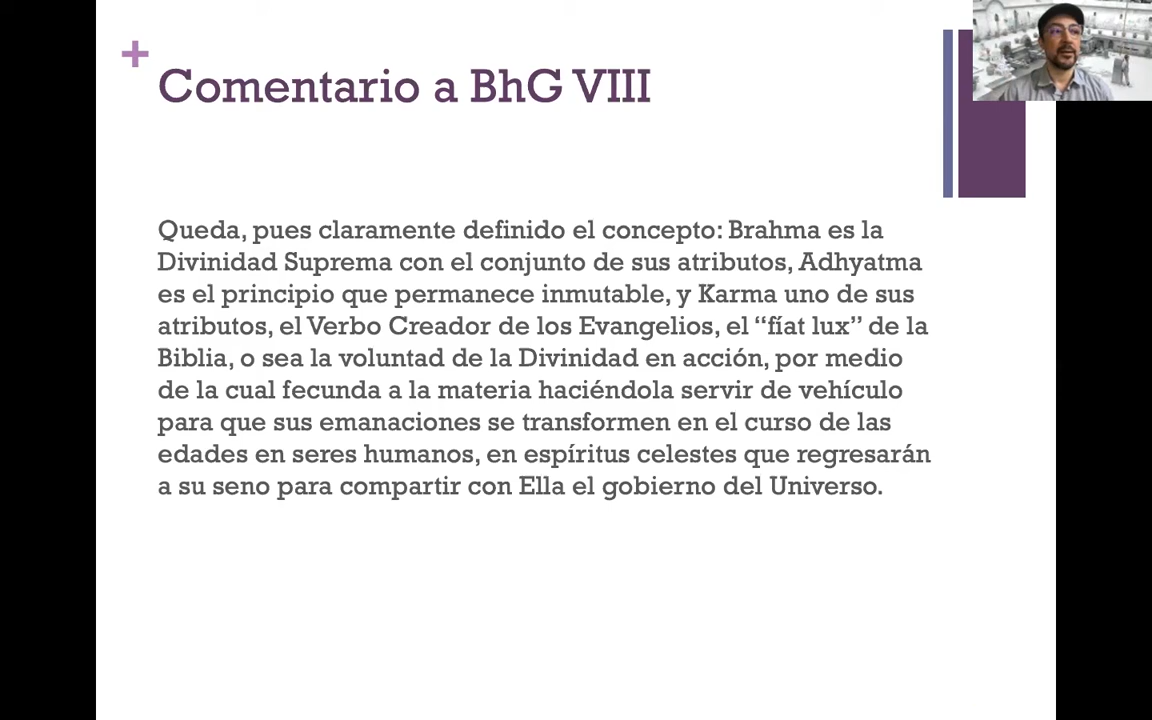 Comentario a BhG VIII
Queda, pues claramente definido el concepto: Brahma es la
Divinidad Suprema con el conjunto de sus atributos, Adhyatma
es el principio que permanece inmutable, y Karma uno de sus
atributos, el Verbo Creador de los Evangelios, el “fíat lux” de la
Biblia, o sea la voluntad de la Divinidad en acción, por medio
de la cual fecunda a la materia haciéndola servir de vehículo
para que sus emanaciones se transformen en el curso de las
edades en seres humanos, en espíritus celestes que regresarán
a su seno para compartir con Ella el gobierno del Universo.